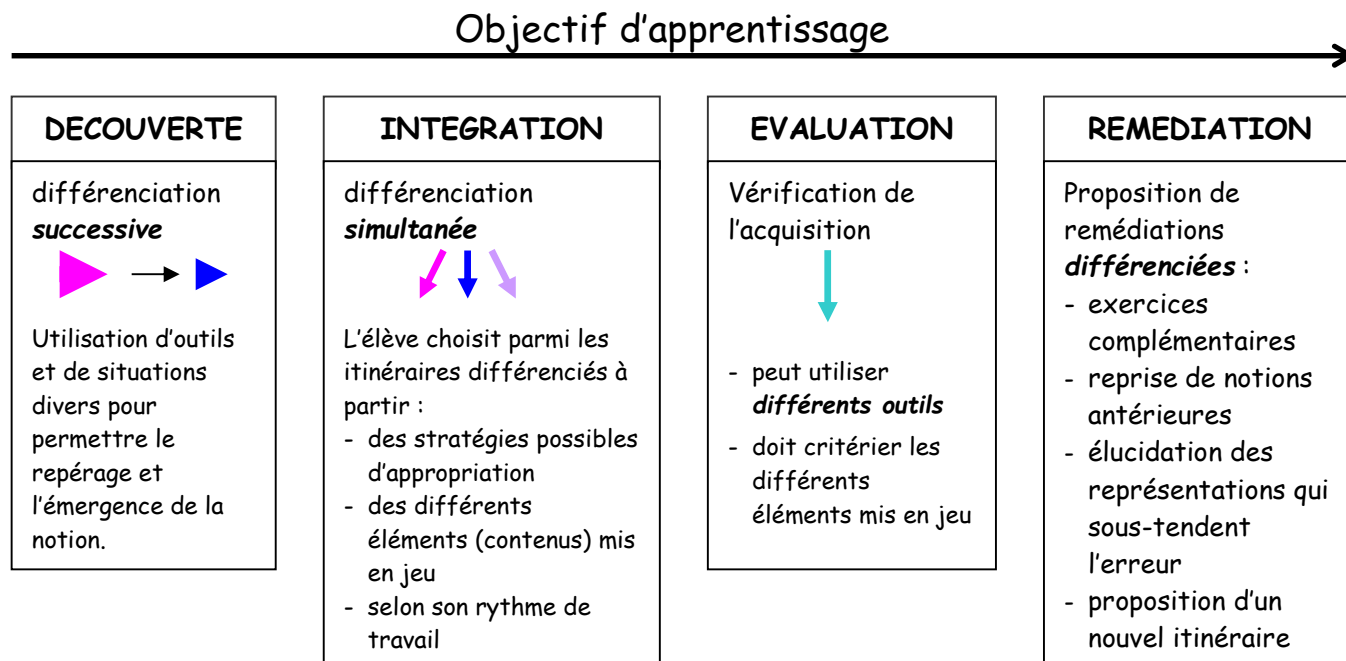 Objectif d'apprentissage
DECOUVERTE
différenciation
successive
Utilisation d'outils
et de situations
divers pour
permettre le
repérage et
l'émergence de la
notion.
INTEGRATION
différenciation
simultanée
L'élève choisit parmi les
itinéraires différenciés à
partir :
- des stratégies possibles
d'appropriation
- des différents
éléments (contenus) mis
en jeu
- selon son rythme de
travail
EVALUATION
Vérification de
l'acquisition
- peut utiliser
différents outils
- doit critérier les
différents
éléments mis en jeu
REMEDIATION
Proposition de
remédiations
différenciées :
- exercices
complémentaires
- reprise de notions
antérieures
- élucidation des
représentations qui
sous-tendent
l'erreur
- proposition d'un
nouvel itinéraire